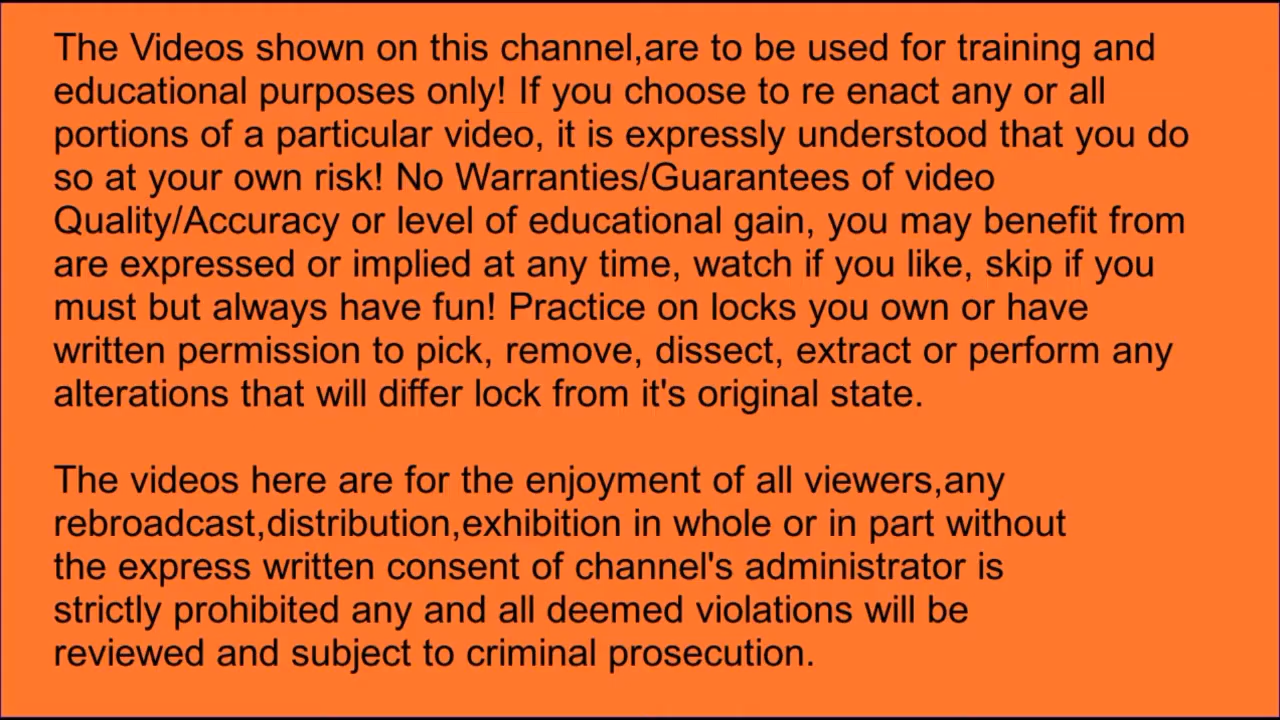 The Videos shown on this channel,are to be used for training and
educational purposes only! If you choose to re enact any or all
portions of a particular video, it is expressly understood that you do
so at your own risk! No Warranties/Guarantees of video
Quality/Accuracy or level of educational gain, you may benefit from
are expressed or implied at any time, watch if you like, skip if you
must but always have fun! Practice on locks you own or have
written permission to pick, remove, dissect, extract or perform any
alterations that will differ lock from it's original state.
The videos here are for the enjoyment of all viewers,any
rebroadcast,distribution,exhibition in whole or in part without
the express written consent of channel's administrator is
strictly prohibited any and all deemed violations will be
reviewed and subject to criminal prosecution.